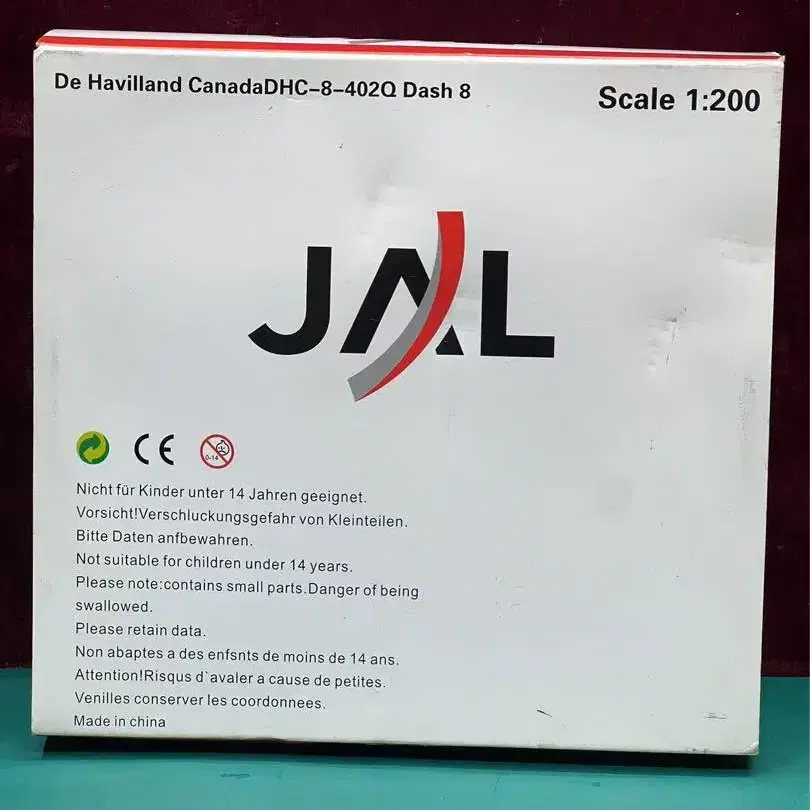 De Havilland CanadaDHC-8-402Q Dash 8
Scale 1:200
JAL
CE
0-14
Nicht für Kinder unter 14 Jahren geeignet.
Vorsicht!Verschluckungsgefahr von Kleinteilen.
Bitte Daten anfbewahren.
Not suitable for children under 14 years.
Please note:contains small parts.Danger of being
swallowed.
Please retain data.
Non abaptes a des enfsnts de moins de 14 ans.
Attention!Risqus d`avaler a cause de petites.
Venilles conserver les coordonnees.
Made in china